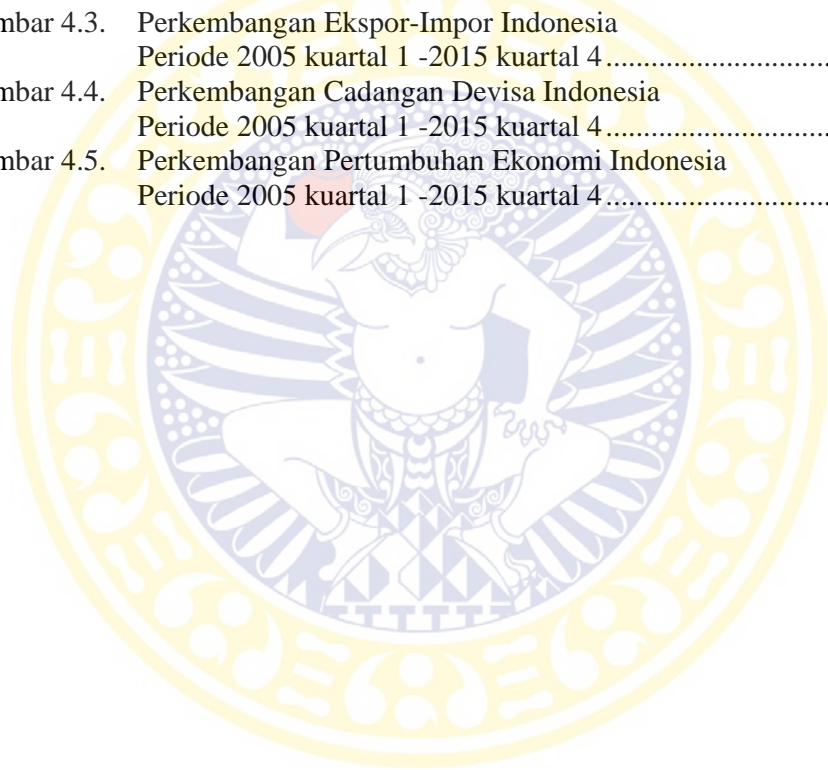 mbar 4.3. Perkembangan Ekspor-Impor Indonesia
Periode 2005 kuartal 1 -2015 kuartal 4..............................
mbar 4.4. Perkembangan Cadangan Devisa Indonesia
Periode 2005 kuartal 1 -2015 kuartal 4..............................
mbar 4.5. Perkembangan Pertumbuhan Ekonomi Indonesia
Periode 2005 kuartal 1 -2015 kuartal 4..............................